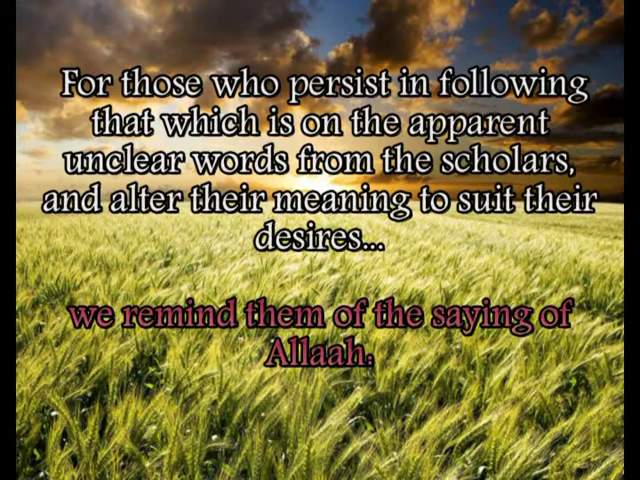 For those who persist in following
that which is on the apparent
unclear words from the scholars,
and alter their meaning to suit their
desires...
we remind them of the saying of
Allaah: